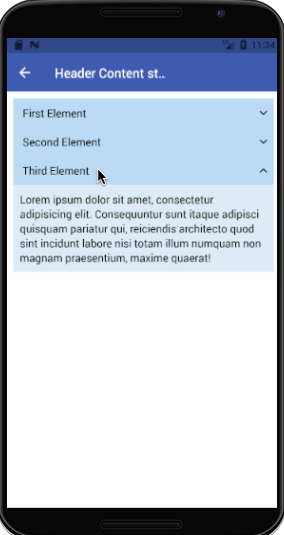 11:34
Header Content st..
First Element
Second Element
Third Element
Lorem ipsum dolor sit amet, consectetur
adipisicing elit. Consequuntur sunt itaque adipisci
quisquam pariatur qui, reiciendis architecto quod
sint incidunt labore nisi totam illum numquam non
magnam praesentium, maxime quaerat!